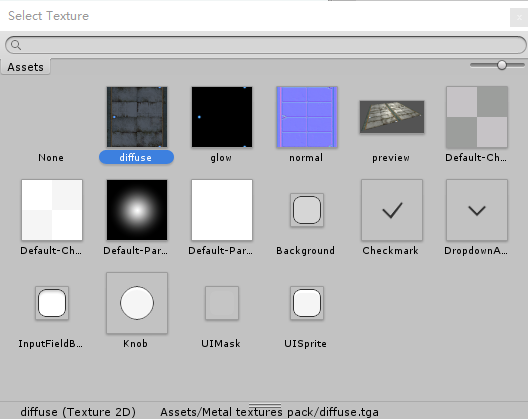 Select Texture
Assets
None
diffuse
glow
normal
preview
Default-Ch...
Default-Ch...
Default-Par...
Default-Par...
Background
Checkmark
DropdownA...
InputFieldB...
Knob
UIMask
UISprite
diffuse (Texture 2D) Assets/Metal textures pack/diffuse.tga